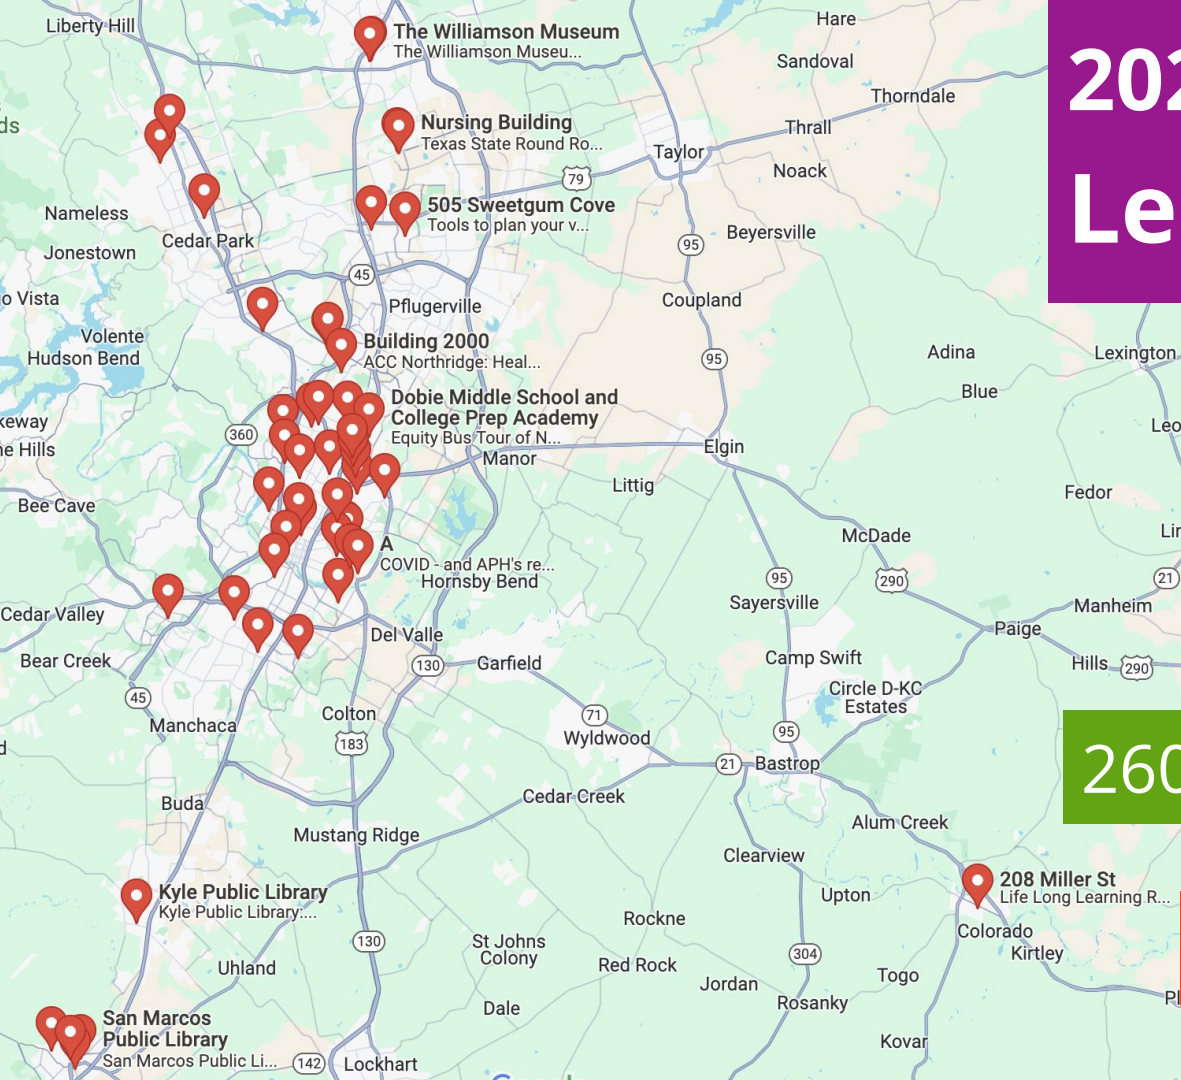 Liberty Hill
The Williamson Museum
The Williamson Museu...
Hare
Sandoval
Thorndale
202
ds
Nursing Building
Texas State Round Ro...
Taylor
Thrall
Noack
79
Le
Nameless
505 Sweetgum Cove
Tools to plan your v...
Cedar Park
Jonestown
95
Beyersville
45
o Vista
Pflugerville
Coupland
Volente
Hudson Bend
Building 2000
ACC Northridge: Heal...
95
Adina
Lexington
Blue
Dobie Middle School and
College Prep Academy
Equity Bus Tour of N...
keway
360
Leo
e Hills
Manor
Elgin
Littig
Bee Cave
Fedor
McDade
Lin
A
COVID - and APH's re...
Hornsby Bend
95
290
21
Sayersville
Manheim
Cedar Valley
Del Valle
Paige
Bear Creek
130
Garfield
Camp Swift
Hills
290
45
Circle D-KC
Estates
Manchaca
Colton
71
183
Wyldwood
95
21
Bastrop
260
Buda
Cedar Creek
Mustang Ridge
Alum Creek
Clearview
Kyle Public Library
Kyle Public Library:...
Upton
208 Miller St
Life Long Learning R...
Rockne
Colorado
130
St Johns
Colony
Kirtley
304
Uhland
Red Rock
Togo
Jordan
Rosanky
Pl
Dale
San Marcos
Public Library
San Marcos Public Li...
Kovar
142
Lockhart